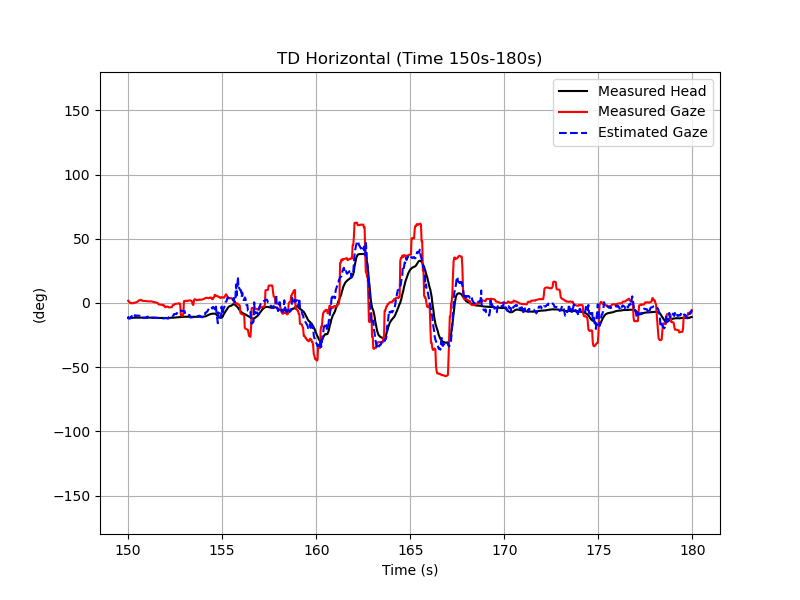 TD Horizontal (Time 150s-180s)
Measured Head
Measured Gaze
Estimated Gaze
150
100
50
0
−50
−100
−150
(deg)
150 155 160 165 170 175 180
Time (s)